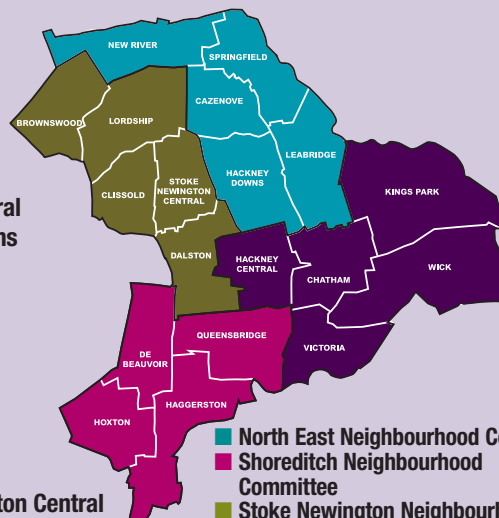 NEW RIVER
SPRINGFIELD
CAZENOVE
LORDSHIP
BROWNSWOOD
LEABRIDGE
HACKNEY
DOWNS
STOKE
NEWINGTON
CENTRAL
CLISSOLD
KINGS PARK
DALSTON
HACKNEY
CENTRAL
CHATHAM
WICK
QUEENSBRIDGE
VICTORIA
DE
BEAUVOIR
HAGGERSTON
HOXTON
North East Neighbourhood
Shoreditch Neighbourhood
Committee
Stoke Newington
Central